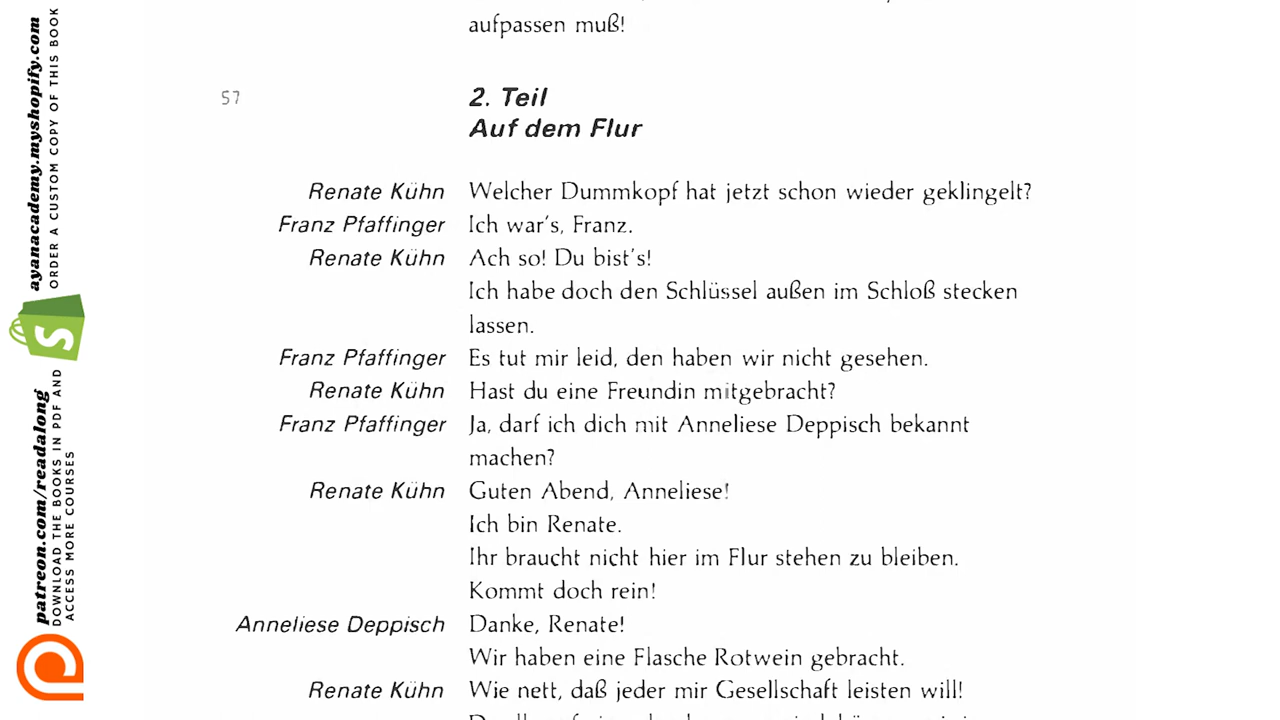 aufpassen muß!
57
2. Teil
Auf dem Flur
Renate Kühn Welcher Dummkopf hat jetzt schon wieder geklingelt?
Franz Pfaffinger Ich war's, Franz.
Renate Kühn Ach so! Du bist's!
Ich habe doch den Schlüssel außen im Schloß stecken
lassen.
Franz Pfaffinger Es tut mir leid, den haben wir nicht gesehen.
Renate Kühn Hast du eine Freundin mitgebracht?
Franz Pfaffinger Ja, darf ich dich mit Anneliese Deppisch bekannt
machen?
Renate Kühn Guten Abend, Anneliese!
Ich bin Renate.
Ihr braucht nicht hier im Flur stehen zu bleiben.
Kommt doch rein!
Anneliese Deppisch Danke, Renate!
Wir haben eine Flasche Rotwein gebracht.
Renate Kühn Wie nett, daß jeder mir Gesellschaft leisten will!
ayanacademy.myshopify.com
ORDER A CUSTOM COPY OF THIS BOOK
patreon.com/readalong
DOWNLOAD THE BOOKS IN PDF AND
ACCESS MORE COURSES